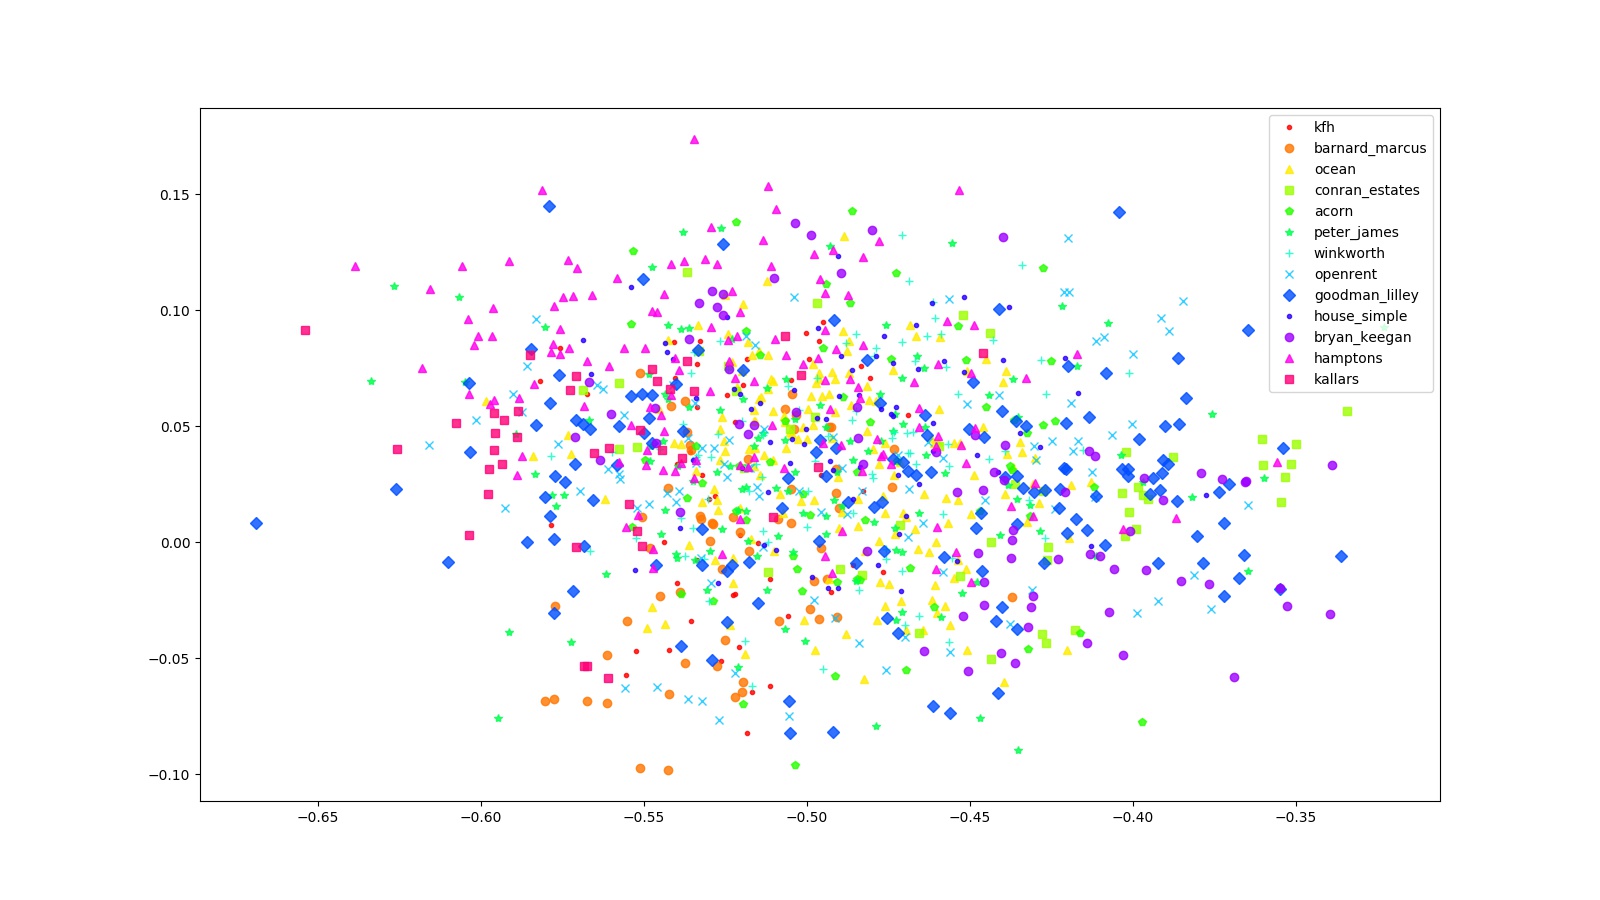 kfh
barnard_marcus
ocean
conran_estates
acorn
peter_james
winkworth
openrent
goodman_lilley
house_simple
bryan_keegan
hamptons
kallars
0.15
0.10
0.05
0.00
−0.05
−0.10
−0.65 −0.60 −0.55 −0.50 −0.45 −0.40 −0.35